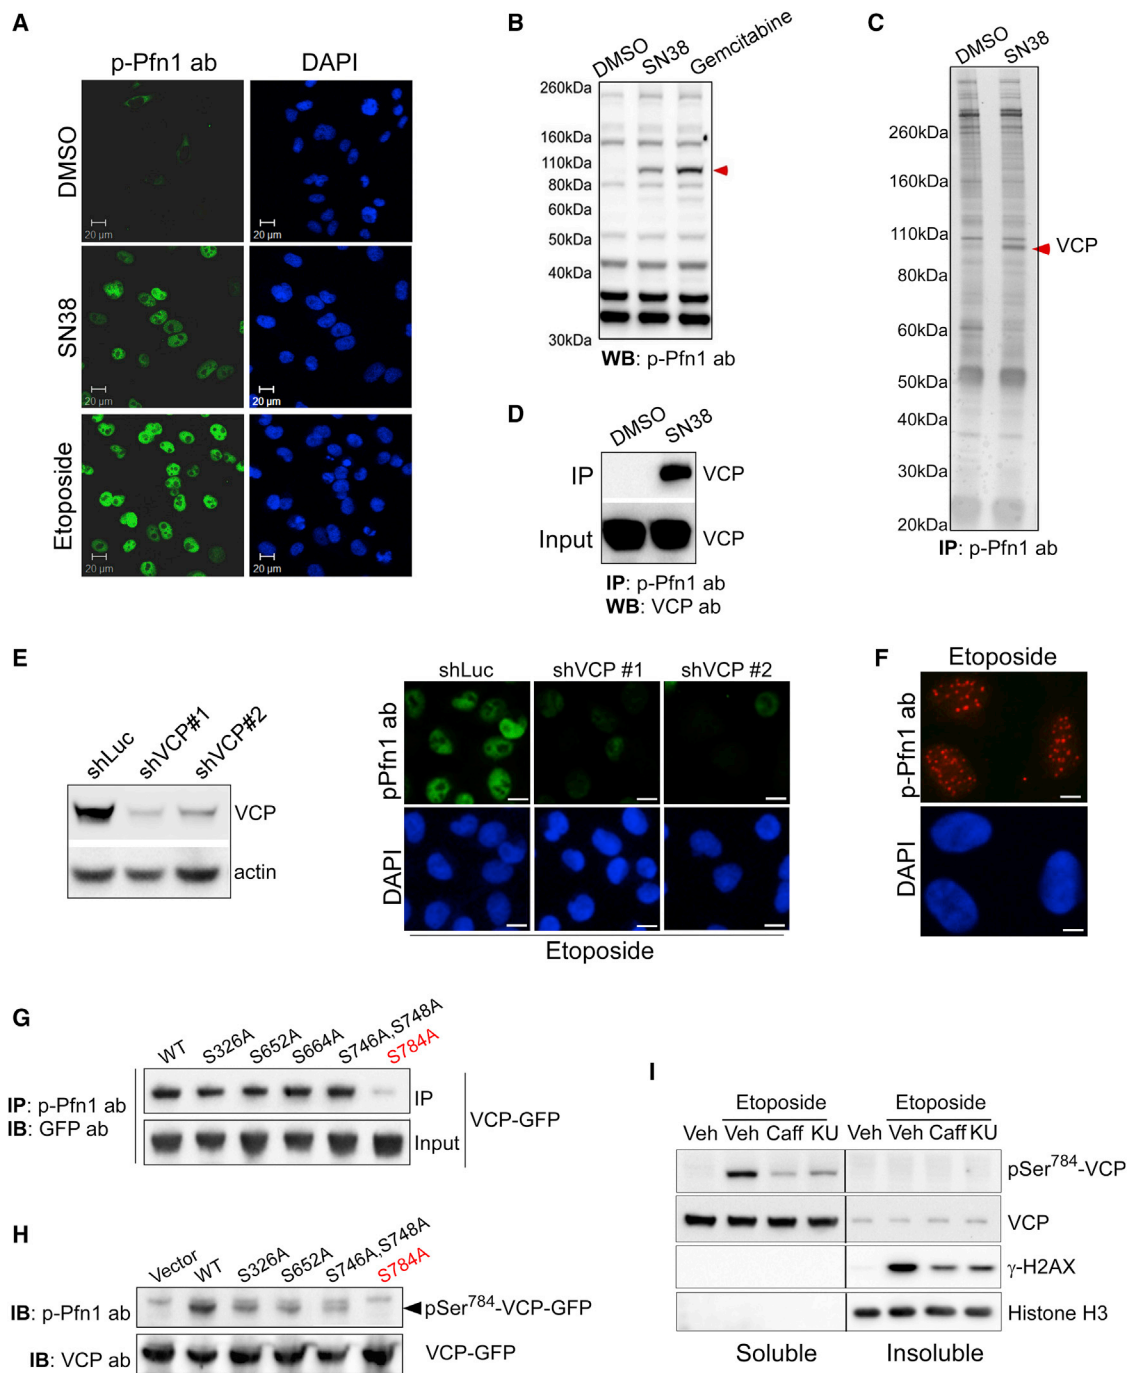 A
p-Pfn1 ab
DAPI
DMSO
20 µm
20 µm
SN38
20 µm
20 µm
Etoposide
20 µm
20 µm
B
DMSO
SN38
Gemcitabine
260kDa
160kDa
110kDa
80kDa
60kDa
50kDa
40kDa
30kDa
WB: p-Pfn1 ab
C
DMSO
SN38
260kDa
160kDa
110kDa
VCP
80kDa
60kDa
50kDa
40kDa
30kDa
20kDa
IP: p-Pfn1 ab
D
DMSO
SN38
IP
VCP
Input
VCP
IP: p-Pfn1 ab
WB: VCP ab
E
shLuc
shVCP#1
shVCP#2
VCP
actin
shLuc
shVCP #1
shVCP #2
pPfn1 ab
DAPI
Etoposide
F
Etoposide
p-Pfn1 ab
DAPI
G
WT
S326A
S652A
S664A
S746A,S748A
S784A
IP: p-Pfn1 ab
IB: GFP ab
IP
Input
VCP-GFP
H
Vector
WT
S326A
S652A
S746A,S748A
S784A
IB: p-Pfn1 ab
pSer784-VCP-GFP
IB: VCP ab
VCP-GFP
I
Etoposide
Etoposide
Veh Veh Caff KU
Veh Veh Caff KU
pSer784-VCP
VCP
γ-H2AX
Histone H3
Soluble
Insoluble